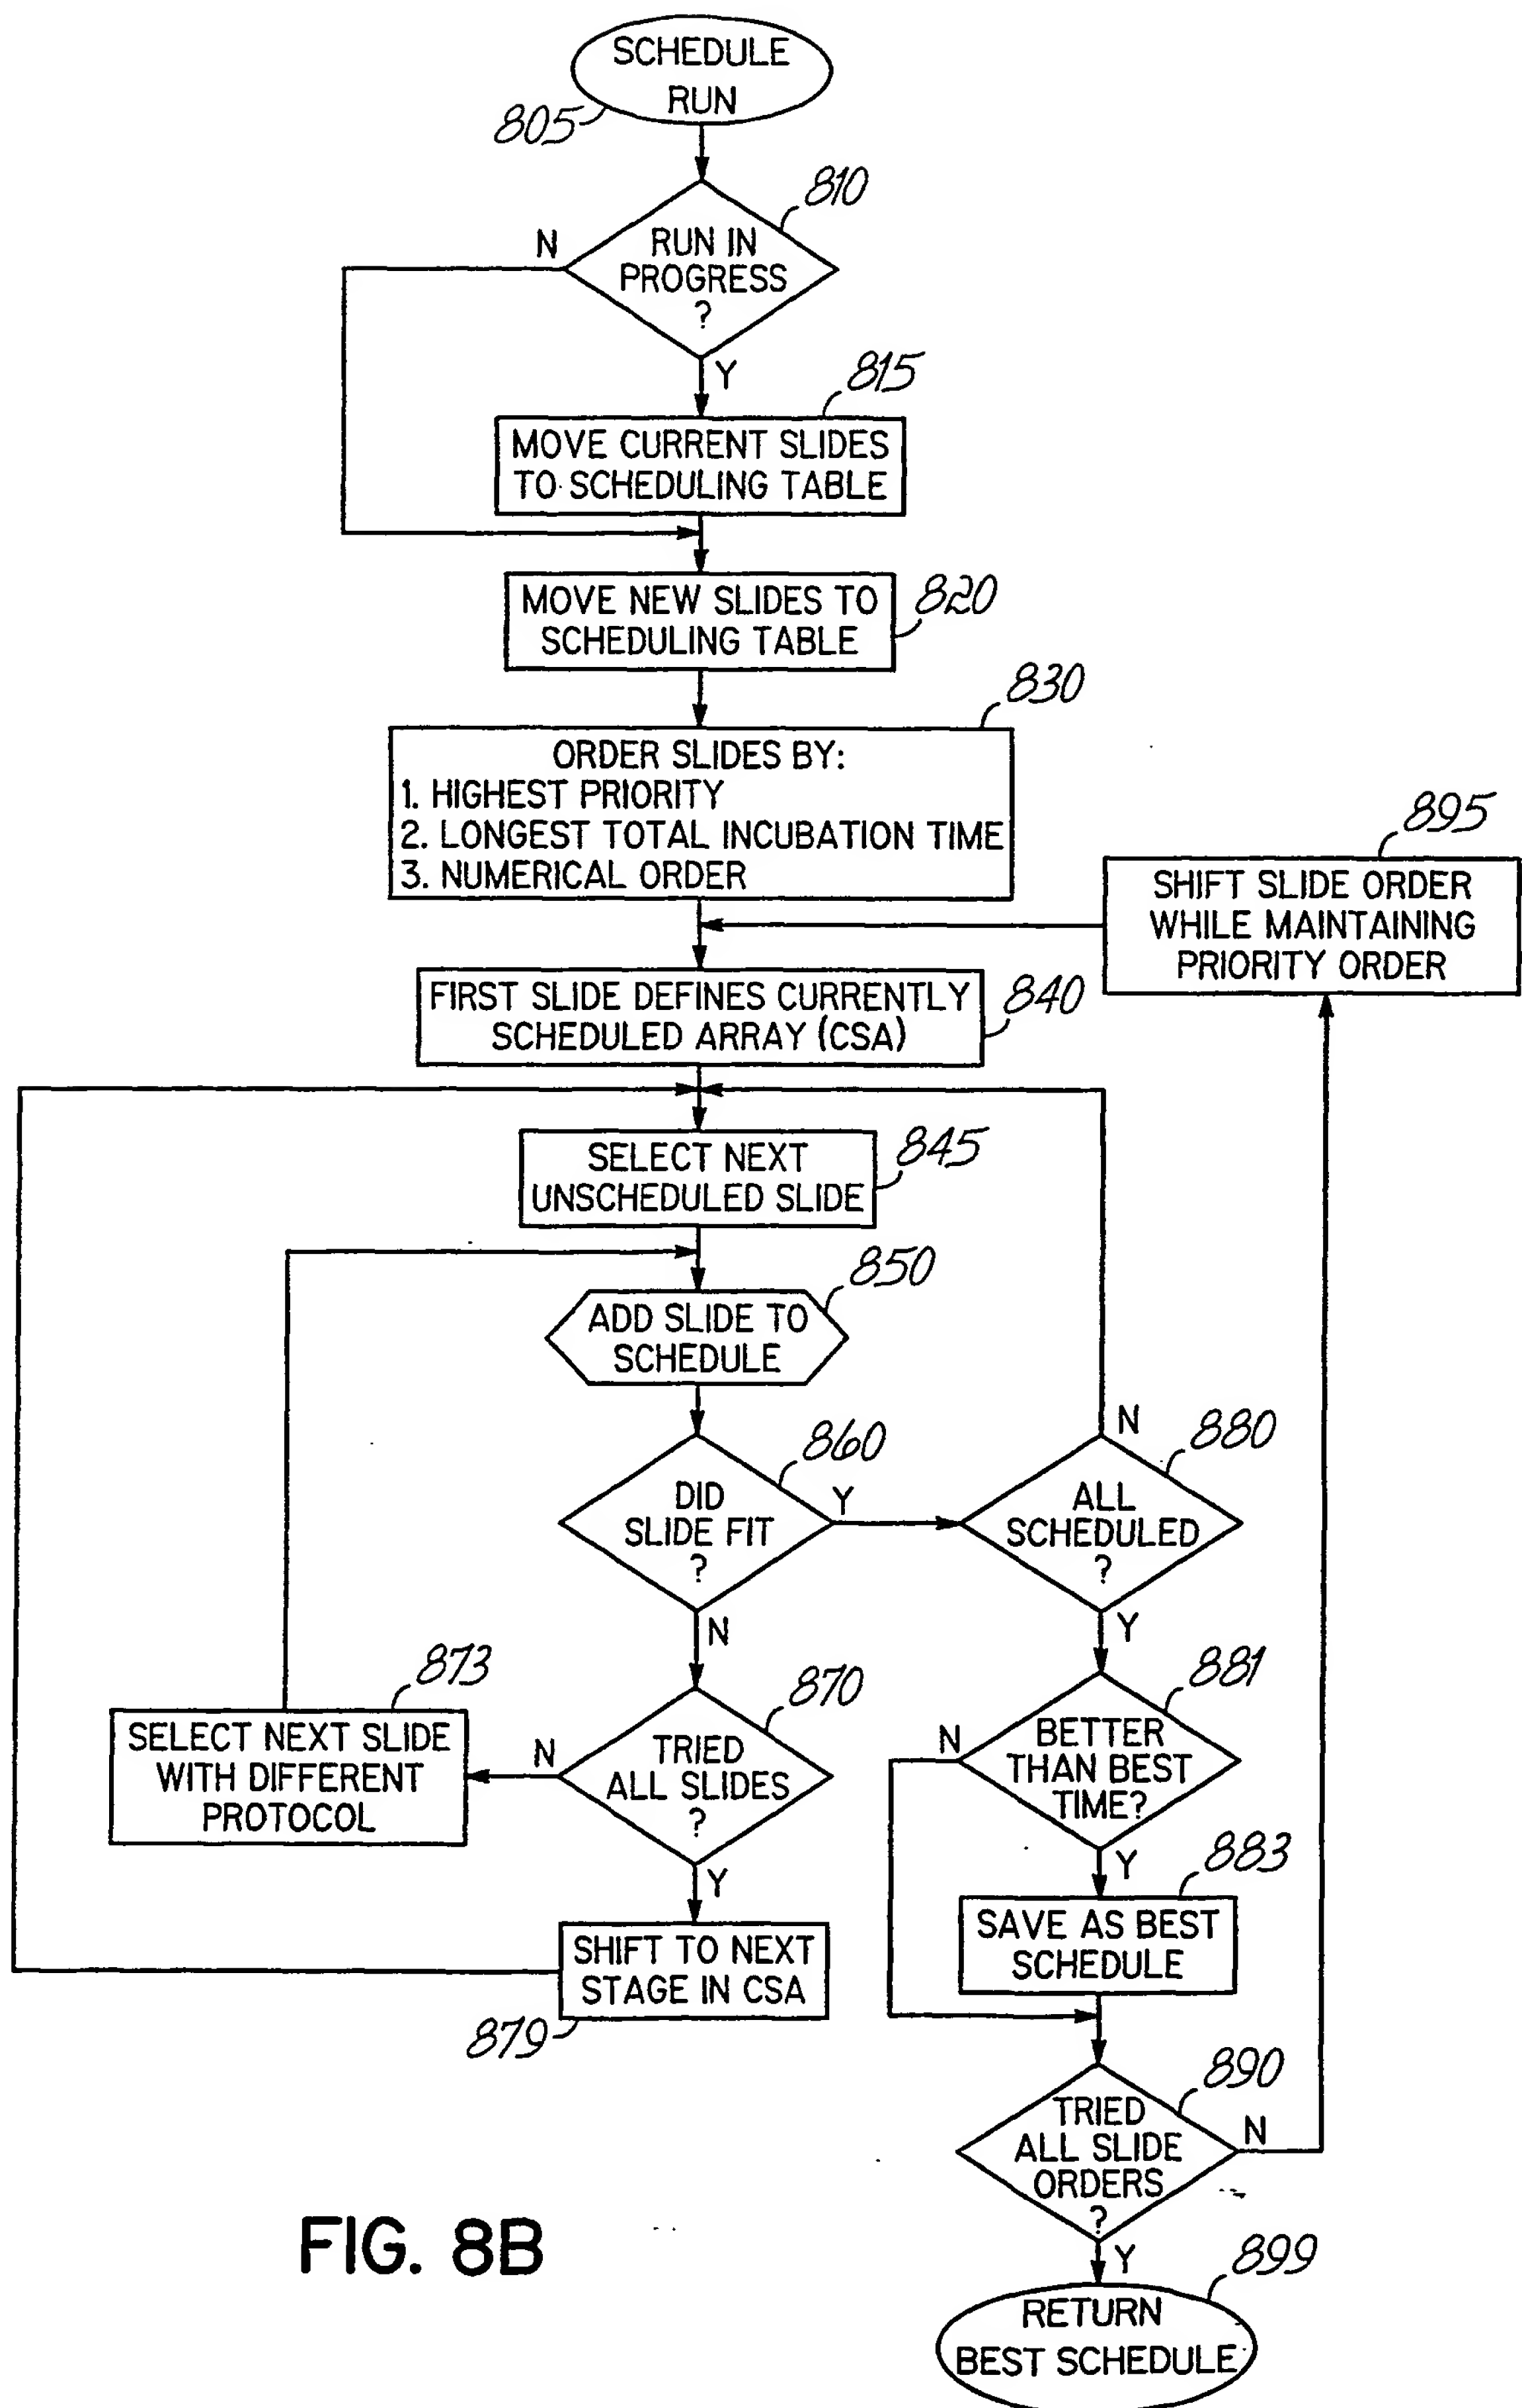 SCHEDULE
RUN
805
810
N
RUN IN
PROGRESS
?
Y
815
MOVE CURRENT SLIDES
TO SCHEDULING TABLE
820
MOVE NEW SLIDES TO
SCHEDULING TABLE
830
ORDER SLIDES BY:
1. HIGHEST PRIORITY
2. LONGEST TOTAL INCUBATION TIME
3. NUMERICAL ORDER
895
SHIFT SLIDE ORDER
WHILE MAINTAINING
PRIORITY ORDER
FIRST SLIDE DEFINES CURRENTLY
SCHEDULED ARRAY (CSA)
840
SELECT NEXT
UNSCHEDULED SLIDE
845
850
ADD SLIDE TO
SCHEDULE
860
DID
SLIDE FIT
?
Y
N
N
880
ALL
SCHEDULED
?
Y
873
SELECT NEXT SLIDE
WITH DIFFERENT
PROTOCOL
N
870
TRIED
ALL SLIDES
?
Y
881
N
BETTER
THAN BEST
TIME?
Y
883
SAVE AS BEST
SCHEDULE
SHIFT TO NEXT
STAGE IN CSA
879
890
TRIED
ALL SLIDE
ORDERS
?
N
Y
899
RETURN
BEST SCHEDULE
FIG. 8B